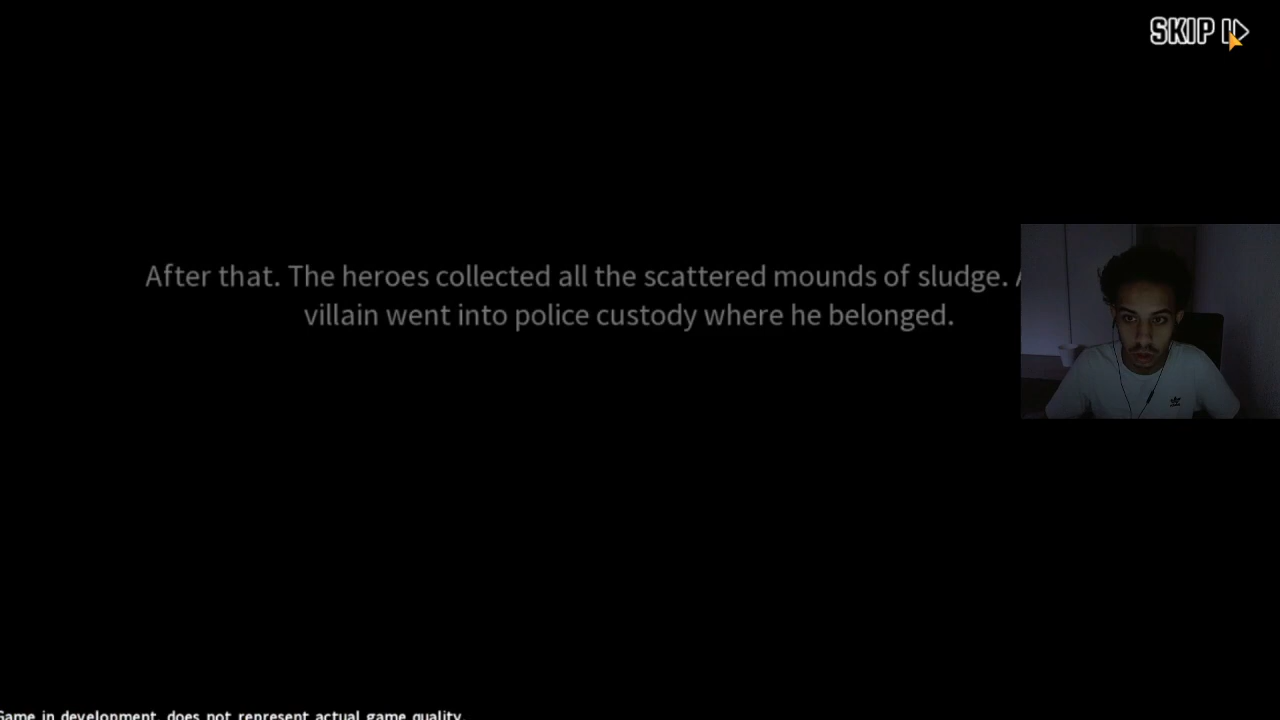 SKIP
After that. The heroes collected all the scattered mounds of sludge.
villain went into police custody where he belonged.
Game in development, does not represent actual game quality.